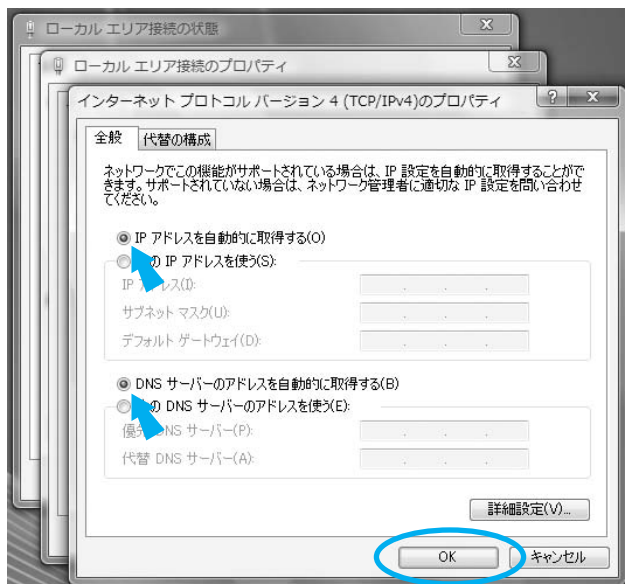 ローカル エリア接続の状態
ローカル エリア接続のプロパティ
インターネット プロトコル バージョン 4 (TCP/IPv4)のプロパティ
全般 代替の構成
ネットワークでこの機能がサポートされている場合は、IP 設定を自動的に取得することがで
きます。サポートされていない場合は、ネットワーク管理者に適切な IP 設定を問い合わせ
てください。
IP アドレスを自動的に取得する(O)
の IP アドレスを使う(S):
IP アドレス(I):
サブネット マスク(U):
デフォルト ゲートウェイ(D):
DNS サーバーのアドレスを自動的に取得する(B)
の DNS サーバーのアドレスを使う(E):
優先 DNS サーバー(P):
代替 DNS サーバー(A):
詳細設定(V)...
OK キャンセル